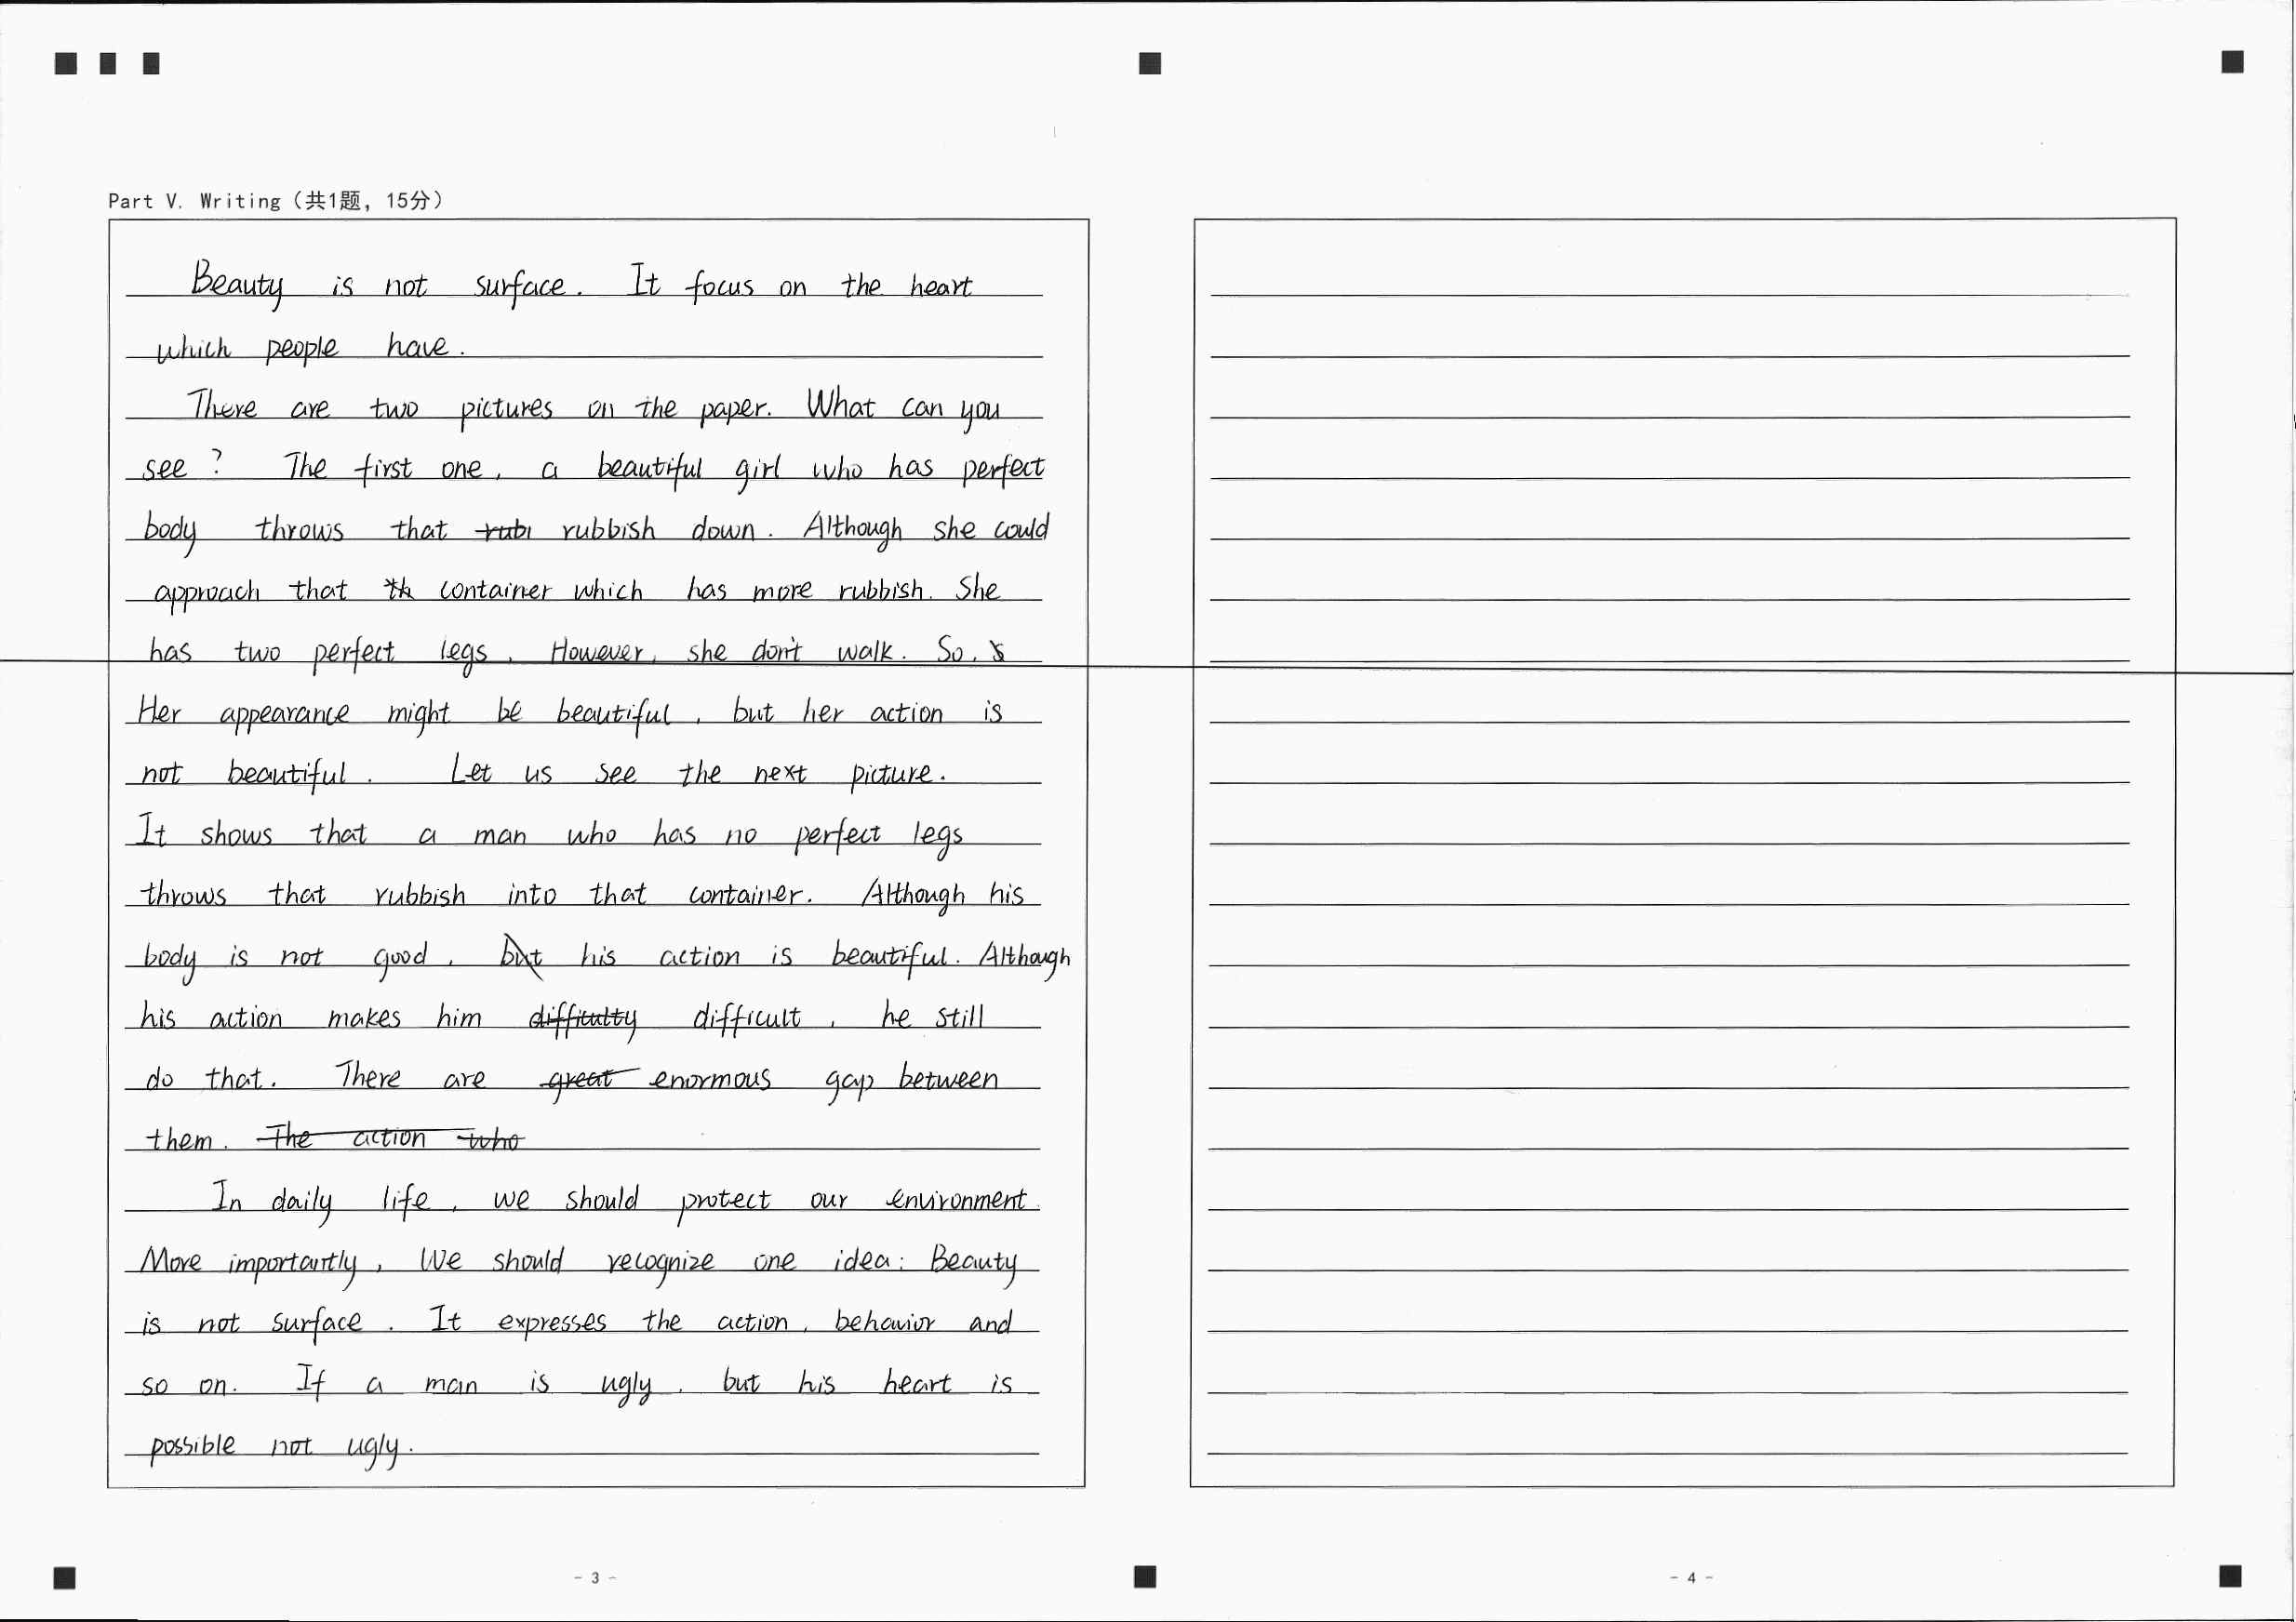 Part V. Writing（共1题，15分）
Beauty is not surface. It focus on the heart
which people have.
There are two pictures on the paper. What can you
see? The first one, a beautiful girl who has perfect
body throws that rubbish down. Although she could
approach that container which has more rubbish. She
has two perfect legs. However, she don't walk. So,
Her appearance might be beautiful, but her action is
not beautiful. Let us see the next picture.
It shows that a man who has no perfect legs
throws that rubbish into that container. Although his
body is not good, his action is beautiful. Although
his action makes him difficult, he still
do that. There are enormous gap between
them.
In daily life, we should protect our environment.
More importantly, We should recognize one idea: Beauty
is not surface. It expresses the action, behavior and
so on. If a man is ugly, but his heart is
possible not ugly.
- 3 -
- 4 -